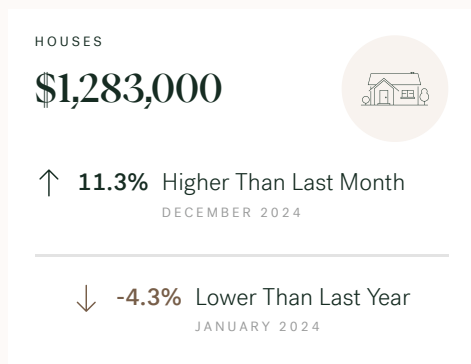 HOUSES
$1,283,000
11.3% Higher Than Last Month
DECEMBER 2024
-4.3% Lower Than Last Year
JANUARY 2024